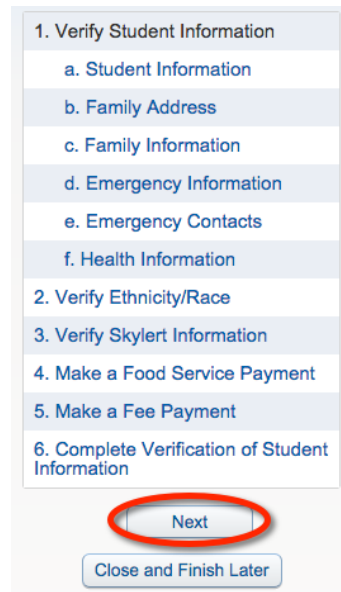 1. Verify Student Information
a. Student Information
b. Family Address
c. Family Information
d. Emergency Information
e. Emergency Contacts
f. Health Information
2. Verify Ethnicity/Race
3. Verify Skylert Information
4. Make a Food Service Payment
5. Make a Fee Payment
6. Complete Verification of Student
Information
Next
Close and Finish Later